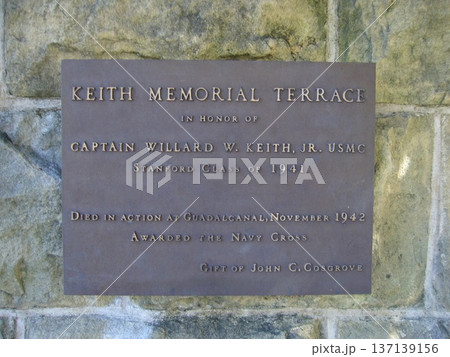 KEITH MEMORIAL TERRACE
IN HONOR OF
CAPTAIN WILLARD W. KEITH, JR. USMC
STANFORD CLASS OF 1941
DIED IN ACTION AT GUADALCANAL, NOVEMBER 1942
AWARDED THE NAVY CROSS
GIFT OF JOHN C. COSGROVE
PIXTA
pixta.jp - 137139156